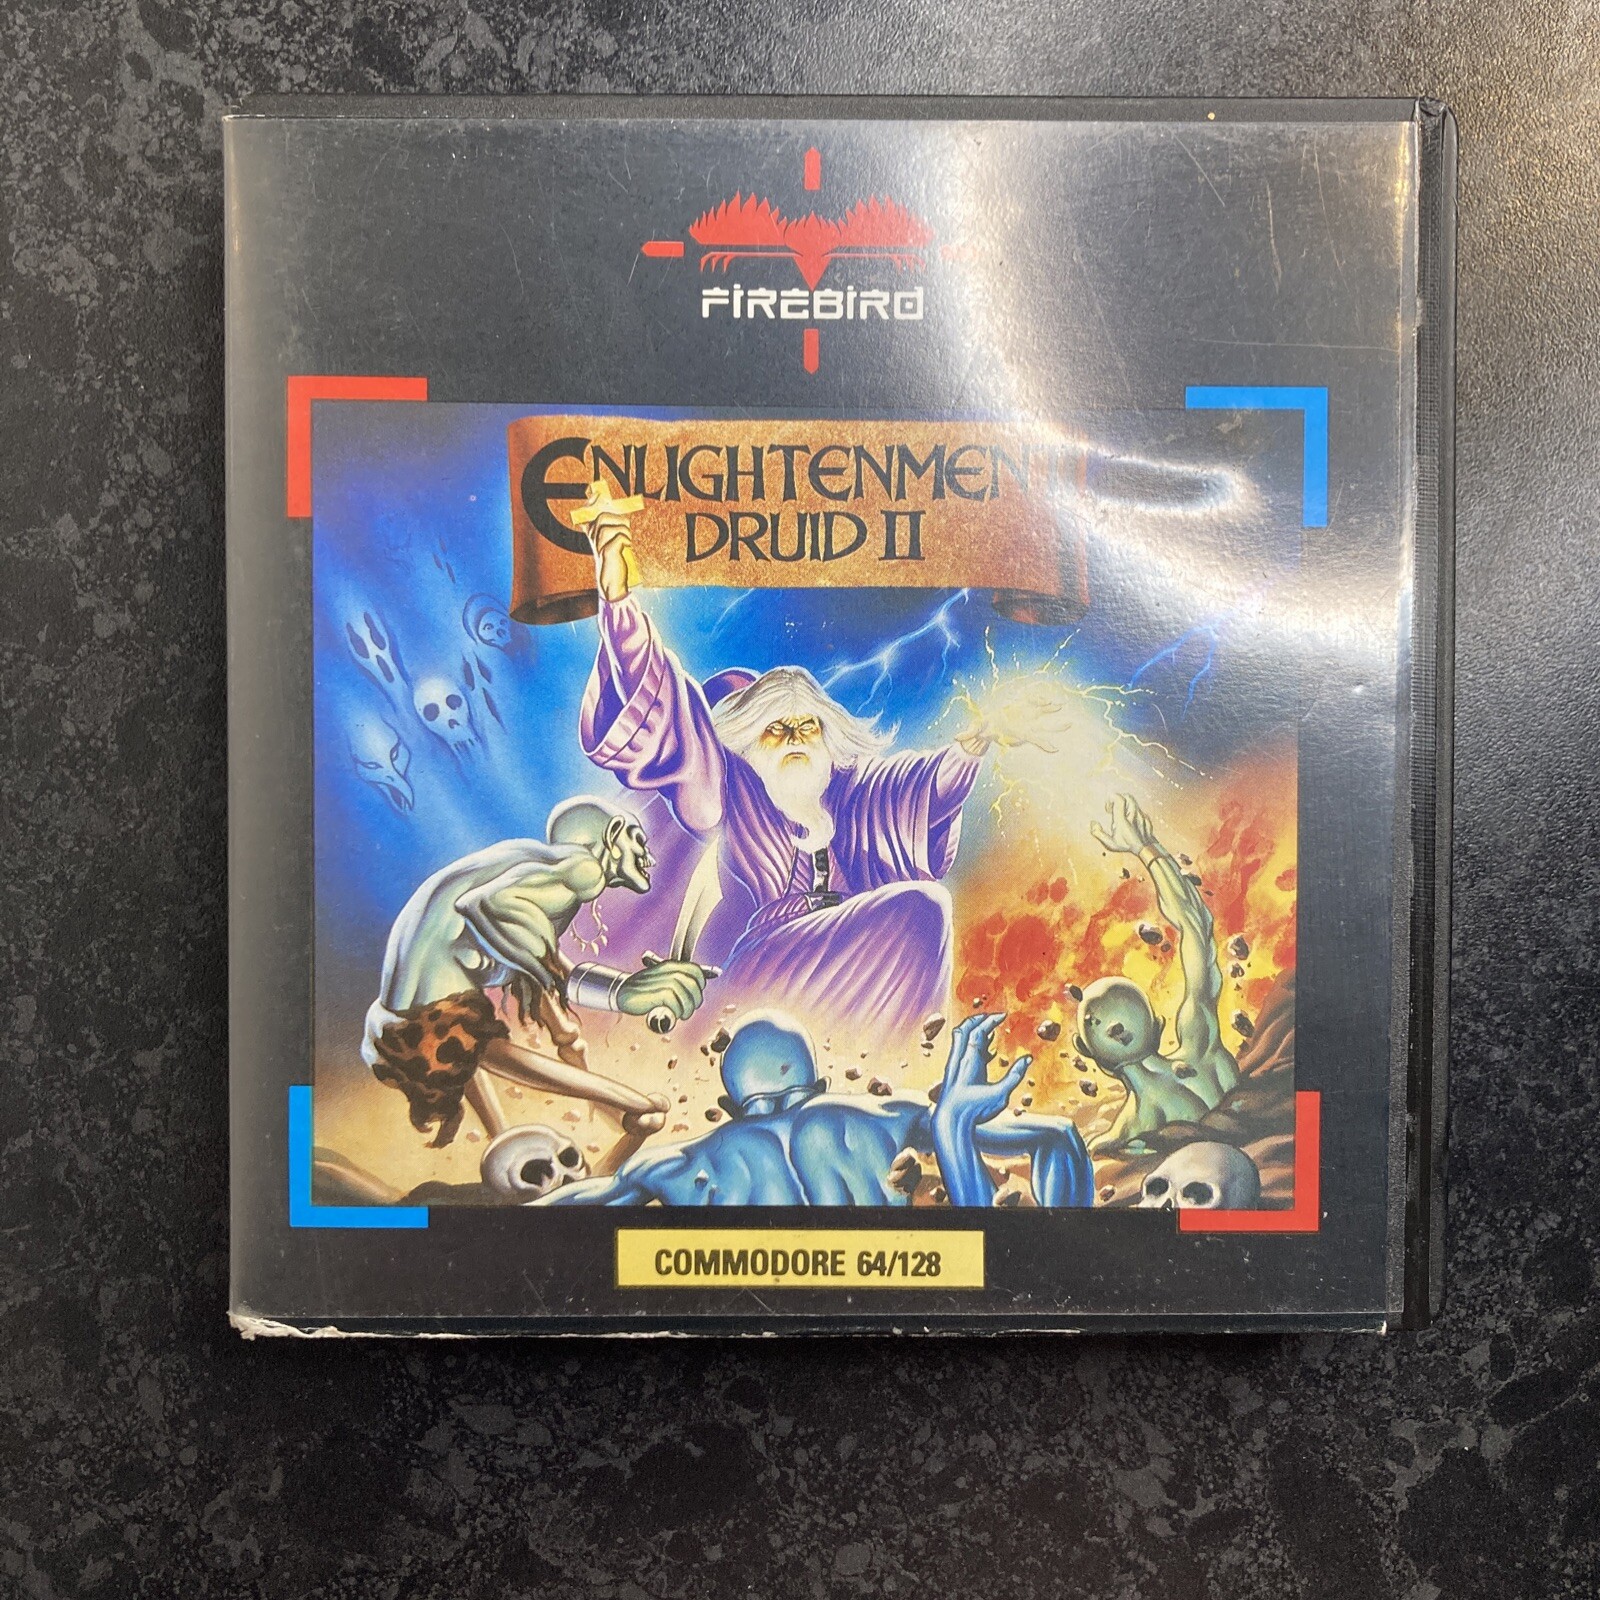 FIREBIRD
ENLIGHTENMENT
DRUID II
COMMODORE 64/128